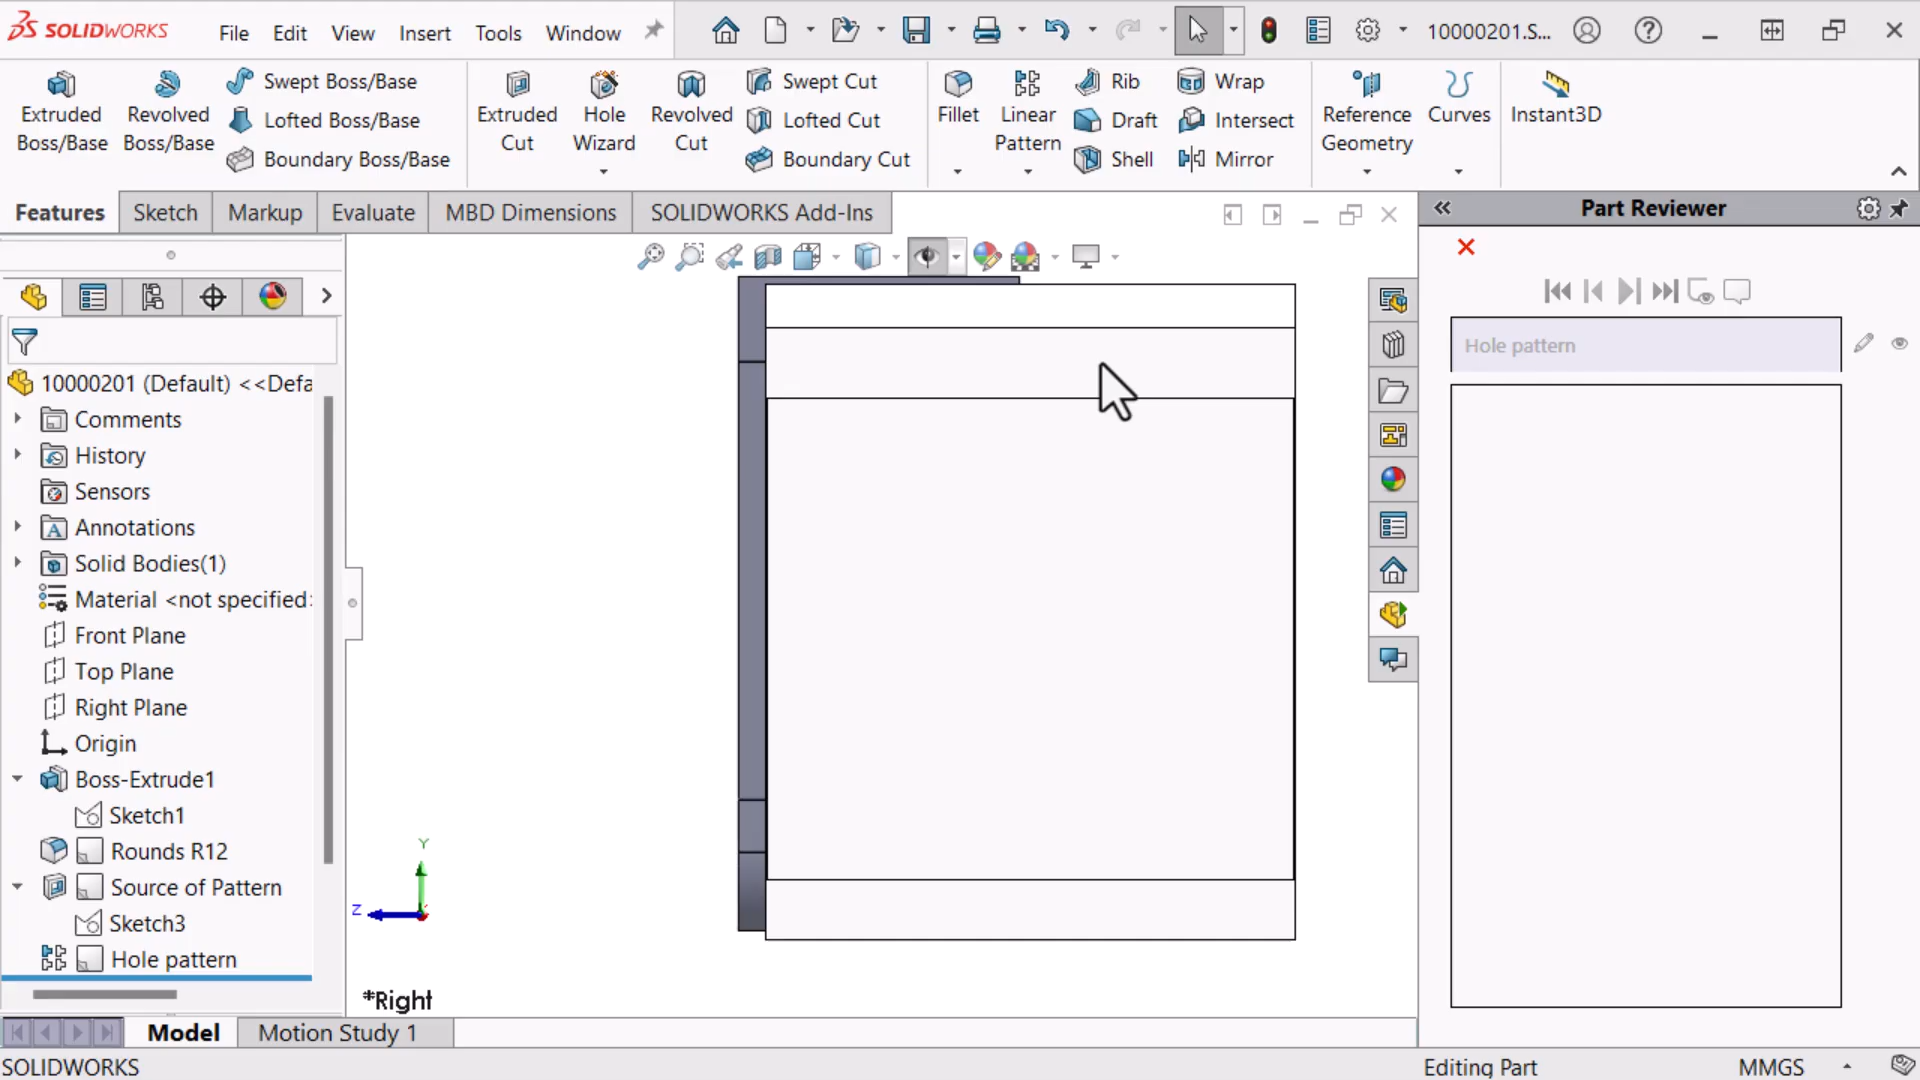 SOLIDWORKS
File Edit View Insert Tools Window
10000201.S...
Extruded Boss/Base
Revolved Boss/Base
Swept Boss/Base
Lofted Boss/Base
Boundary Boss/Base
Extruded Cut
Hole Wizard
Revolved Cut
Swept Cut
Lofted Cut
Boundary Cut
Fillet
Linear Pattern
Rib
Draft
Shell
Wrap
Intersect
Mirror
Reference Geometry
Curves
Instant3D
Features Sketch Markup Evaluate MBD Dimensions SOLIDWORKS Add-Ins
Part Reviewer
Hole pattern
10000201 (Default) <<Defa
Comments
History
Sensors
Annotations
Solid Bodies(1)
Material <not specified>
Front Plane
Top Plane
Right Plane
Origin
Boss-Extrude1
Sketch1
Rounds R12
Source of Pattern
Sketch3
Hole pattern
Y
Z
*Right
Model Motion Study 1
SOLIDWORKS
Editing Part
MMGS